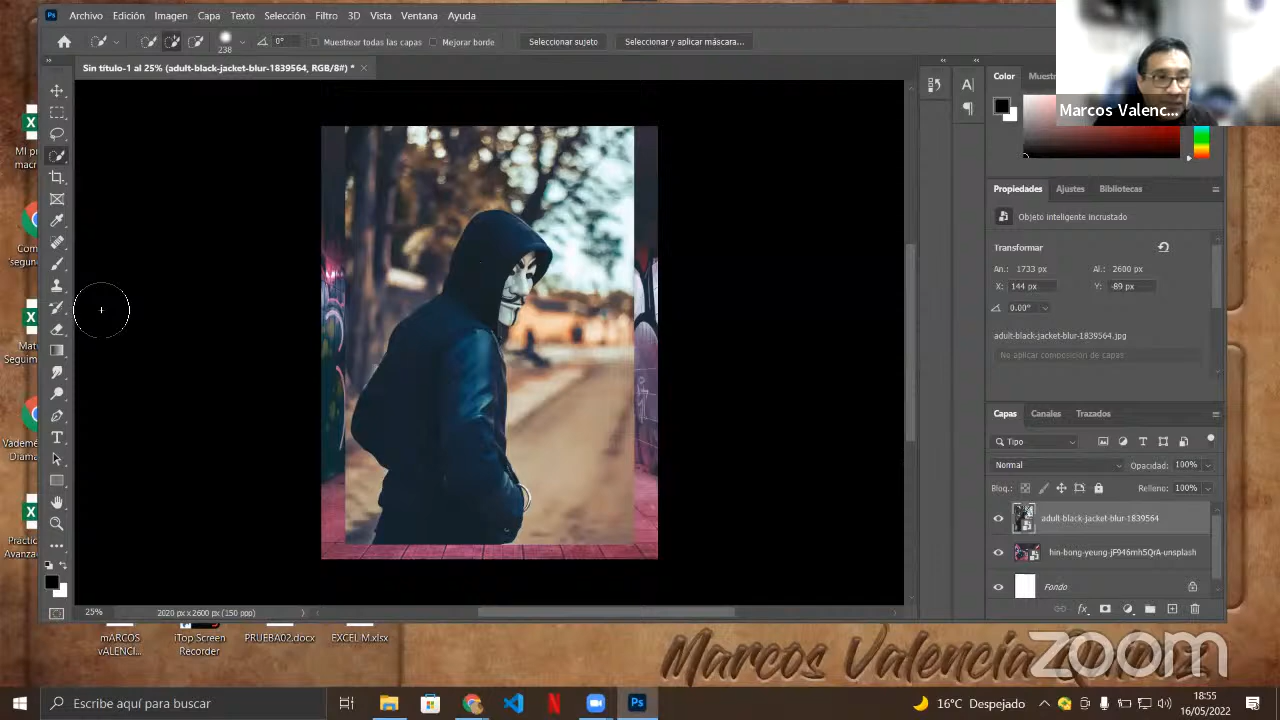 Ps Archivo Edición Imagen Capa Texto Selección Filtro 3D Vista Ventana Ayuda
238 0° Muestrear todas las capas Mejorar borde Seleccionar sujeto Seleccionar y aplicar máscara...
Sin título-1 al 25% (adult-black-jacket-blur-1839564, RGB/8#) * ×
Color
Marcos Valenc...
Propiedades Ajustes Bibliotecas
Objeto inteligente incrustado
Transformar
An.: 1733 px Al.: 2600 px
X: 144 px Y: -89 px
0.00°
adult-black-jacket-blur-1839564.jpg
No aplicar composición de capas
Capas Canales Trazados
Tipo
Normal Opacidad: 100%
Bloq.: Relleno: 100%
adult-black-jacket-blur-1839564
hin-bong-yeung-jF946mh5QrA-unsplash
Fondo
25% 2020 px x 2600 px (150 ppp)
mARCOS
vALENCI...
iTop Screen
Recorder
PRUEBA02.docx
EXCEL M.xlsx
Marcos Valencia
zoom
Escribe aquí para buscar
16°C Despejado
18:55
16/05/2022